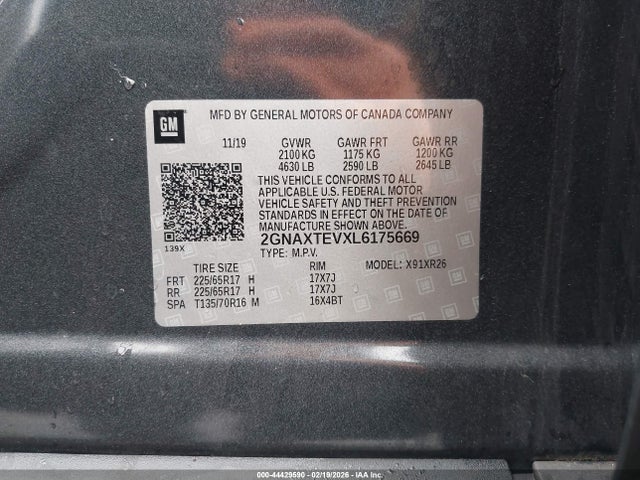 GM
MFD BY GENERAL MOTORS OF CANADA COMPANY
11/19 GVWR GAWR FRT GAWR RR
2100 KG 1175 KG 1200 KG
4630 LB 2590 LB 2645 LB
THIS VEHICLE CONFORMS TO ALL
APPLICABLE U.S. FEDERAL MOTOR
VEHICLE SAFETY AND THEFT PREVENTION
STANDARDS IN EFFECT ON THE DATE OF
MANUFACTURE SHOWN ABOVE.
139X
2GNAXTEVXL6175669
TYPE: M.P.V. MODEL: X91XR26
TIRE SIZE RIM
FRT 225/65R17 H 17X7J
RR 225/65R17 H 17X7J
SPA T135/70R16 M 16X4BT
000-44429590 - 02/19/2026 - COPYRIGHT IAA, LLC